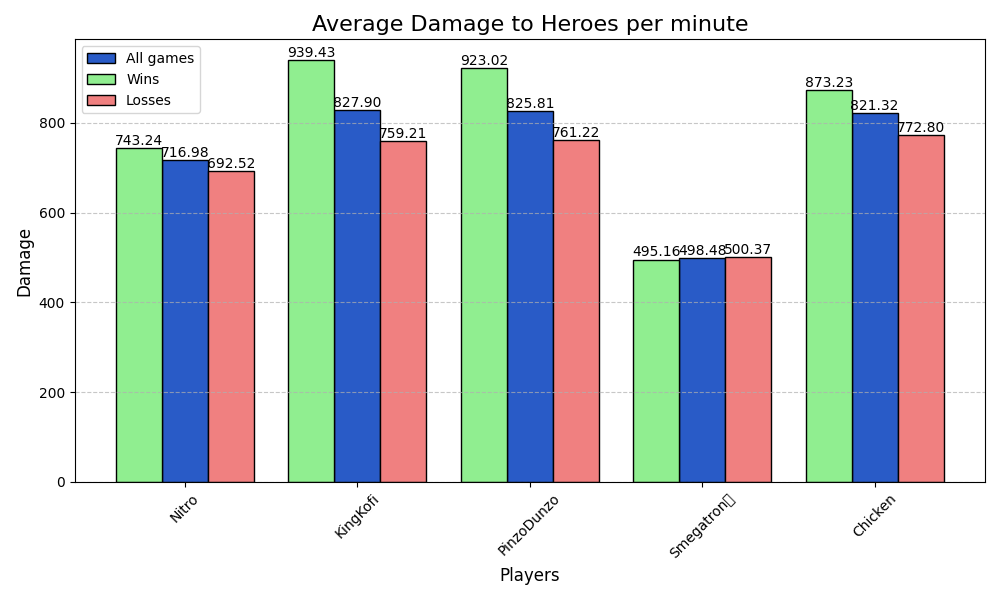 Average Damage to Heroes per minute
All games
Wins
Losses
743.24 716.98 692.52
939.43 827.90 759.21
923.02 825.81 761.22
495.16 498.48 500.37
873.23 821.32 772.80
Damage
800
600
400
200
0
Nitro
KingKofi
PinzoDunzo
Smegatron
Chicken
Players